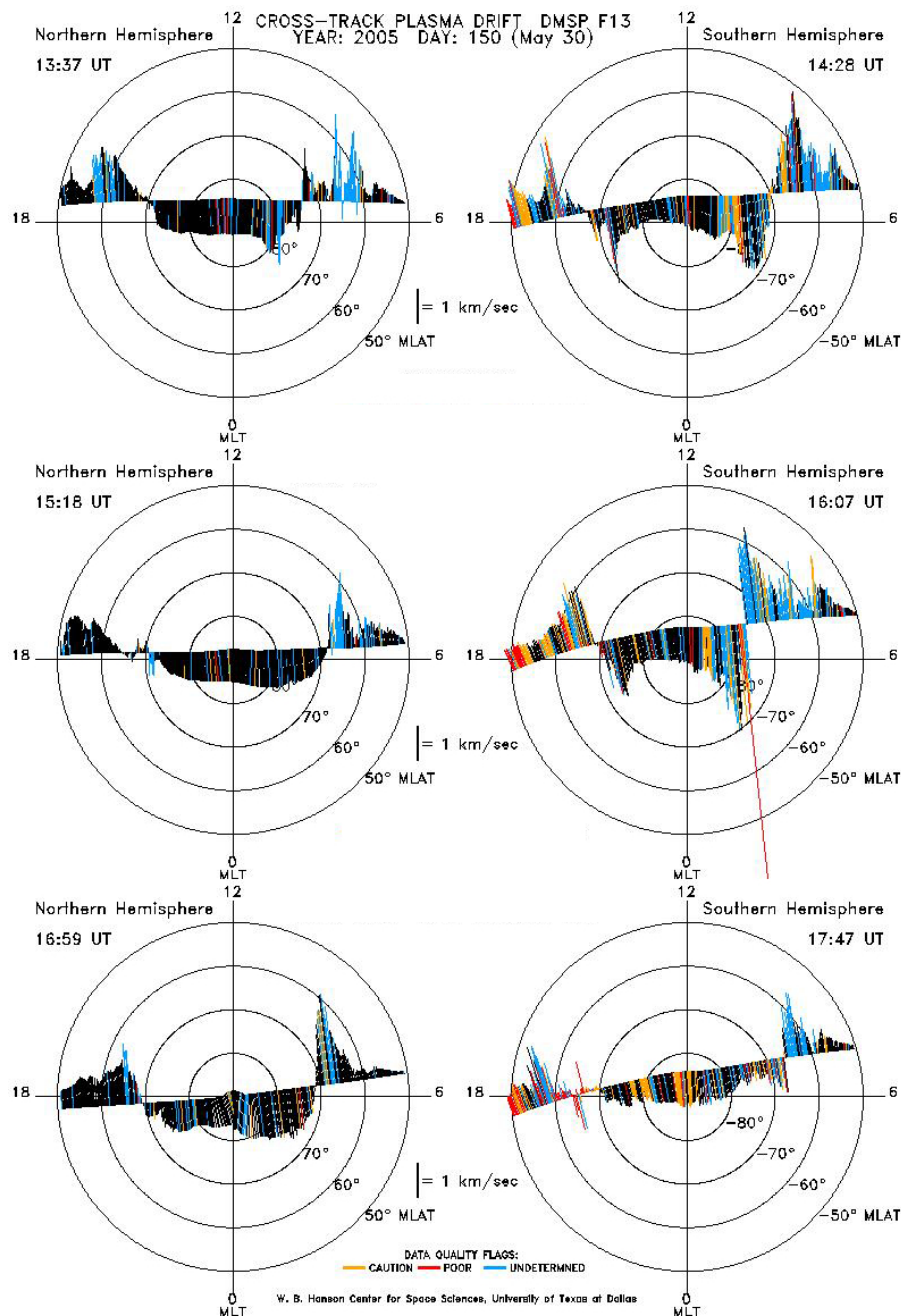 CROSS-TRACK PLASMA DRIFT DMSP F13
YEAR: 2005 DAY: 150 (May 30)
Northern Hemisphere
13:37 UT
12
18
6
80°
70°
60°
50° MLAT
0
MLT
= 1 km/sec
Southern Hemisphere
14:28 UT
12
18
6
-70°
-60°
-50° MLAT
0
MLT
Northern Hemisphere
15:18 UT
12
18
6
70°
60°
50° MLAT
0
MLT
= 1 km/sec
Southern Hemisphere
16:07 UT
12
18
6
-70°
-60°
-50° MLAT
0
MLT
Northern Hemisphere
16:59 UT
12
18
6
70°
60°
50° MLAT
0
MLT
= 1 km/sec
Southern Hemisphere
17:47 UT
12
18
6
-80°
-70°
-60°
-50° MLAT
0
MLT
DATA QUALITY FLAGS:
CAUTION POOR UNDETERMNED
W. B. Hanson Center for Space Sciences, University of Texas at Dallas